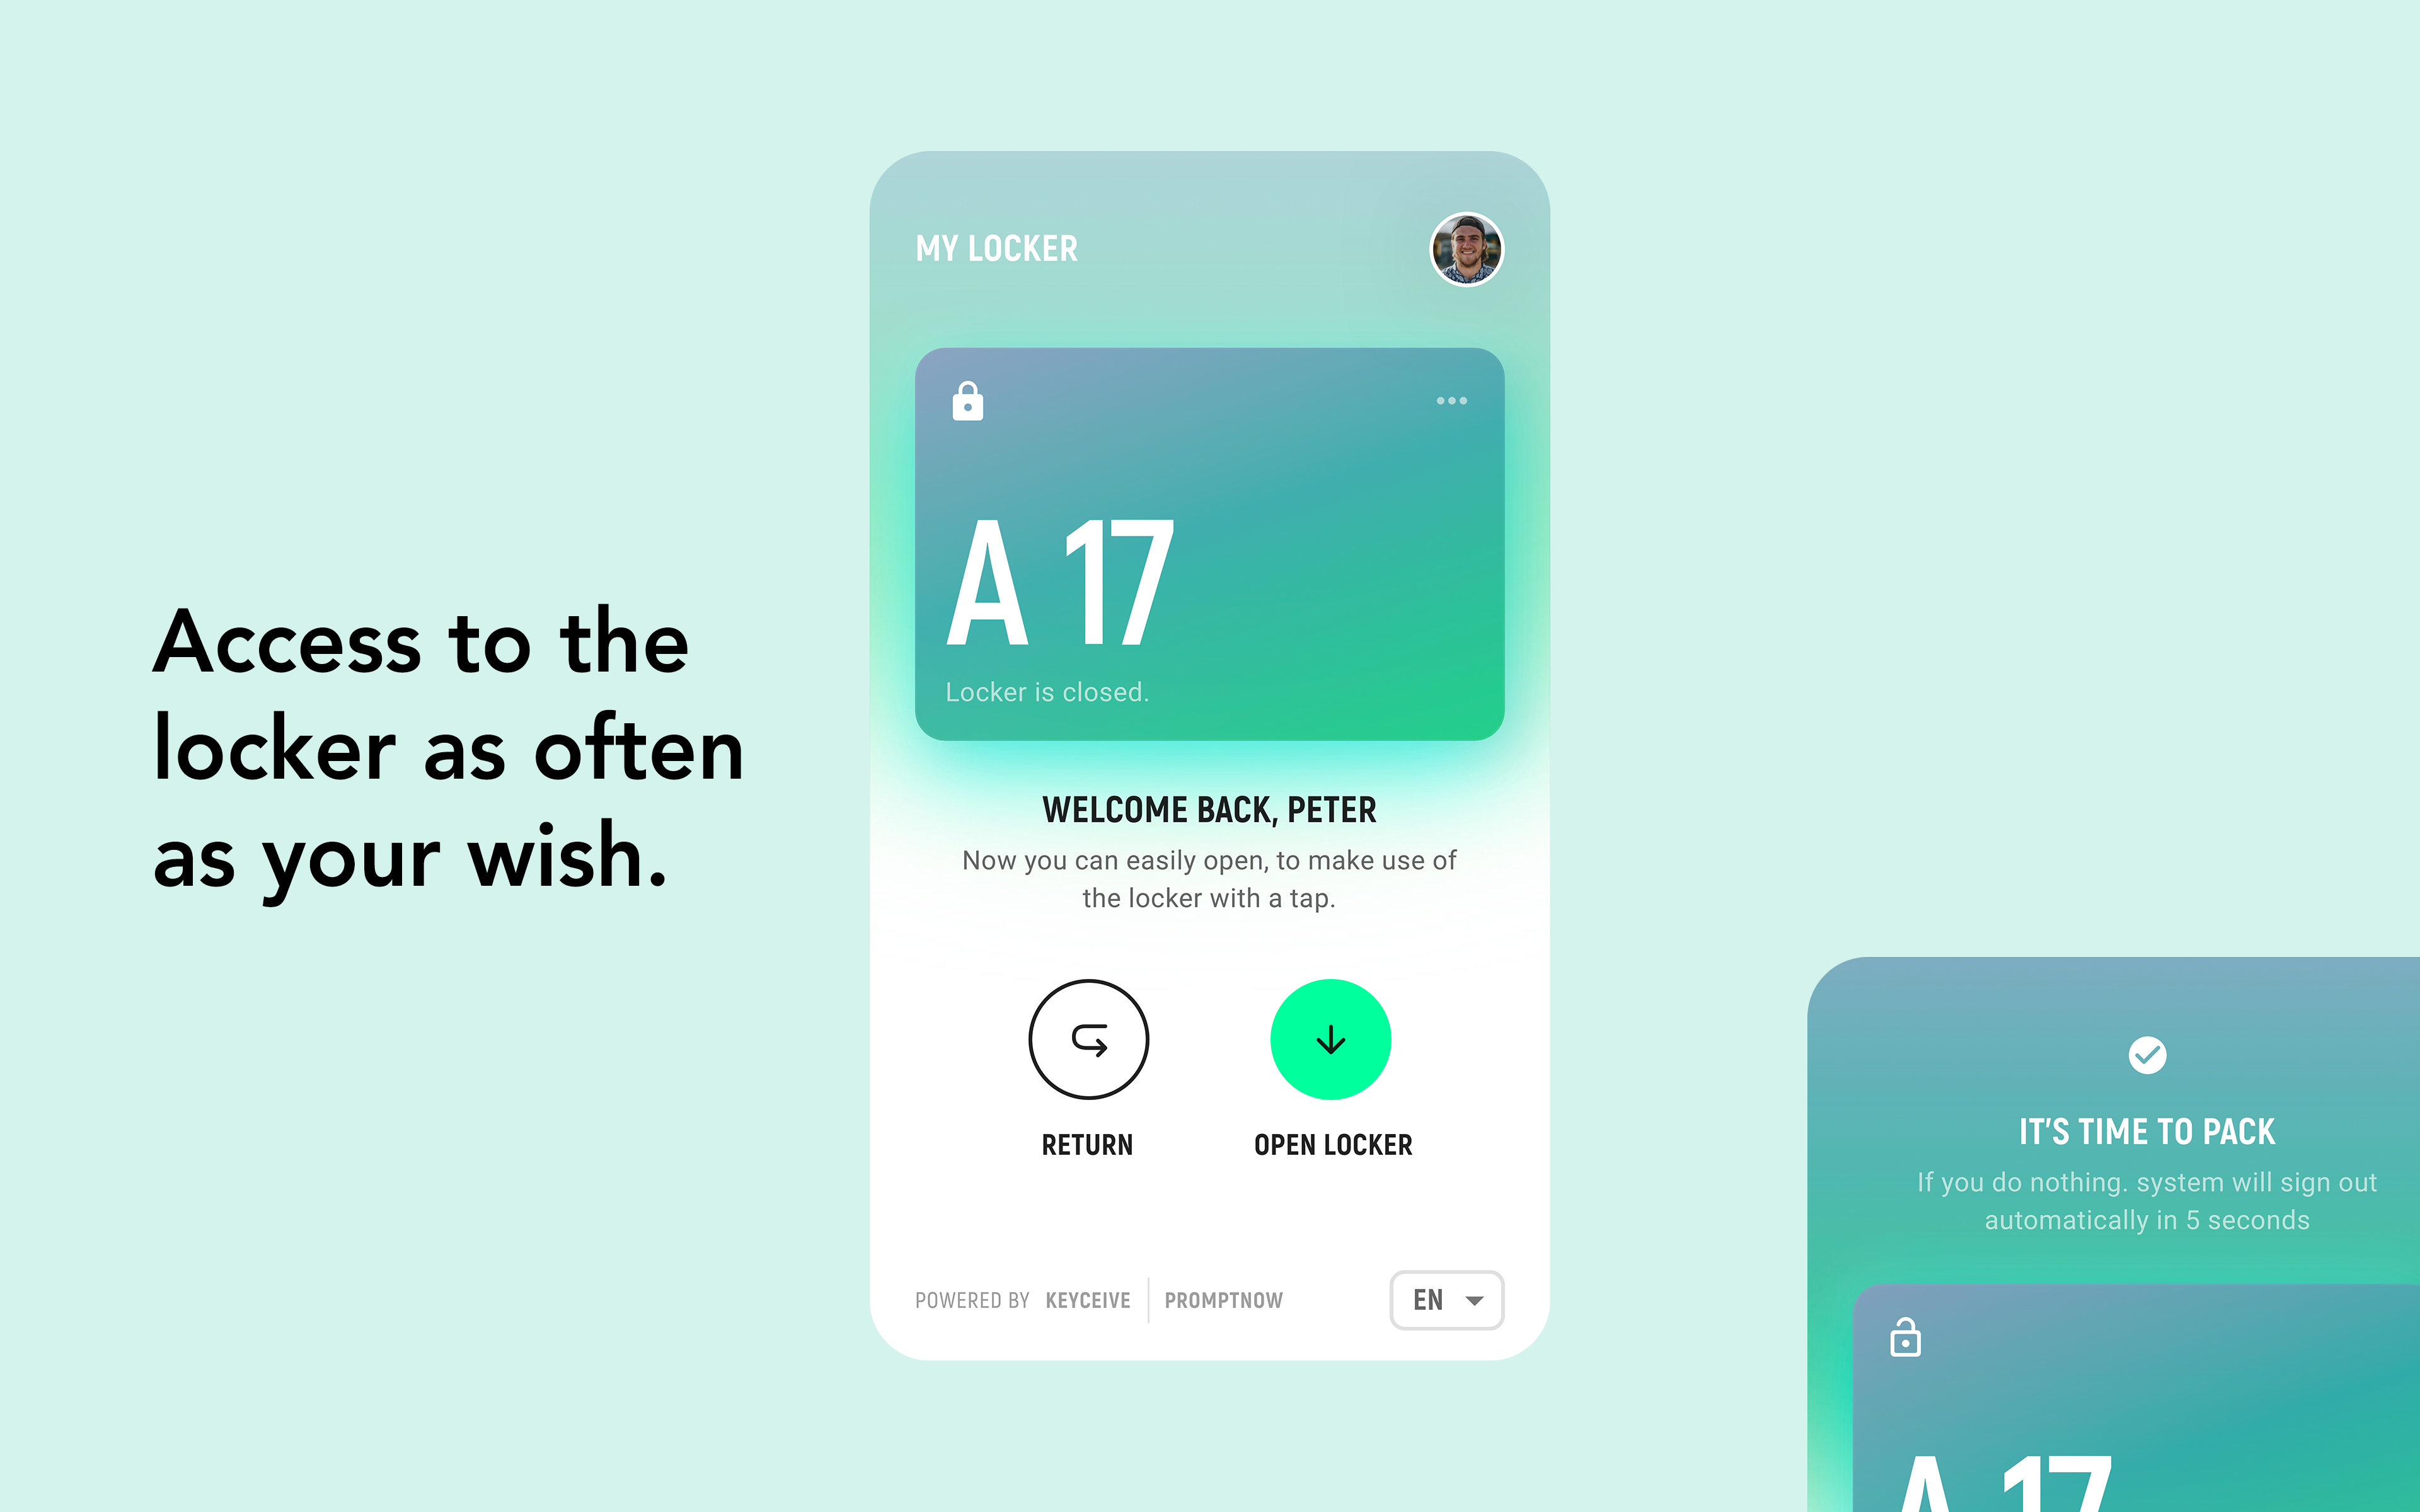 Access to the
locker as often
as your wish.
MY LOCKER
A 17
Locker is closed.
WELCOME BACK, PETER
Now you can easily open, to make use of
the locker with a tap.
RETURN
OPEN LOCKER
POWERED BY KEYCEIVE PROMPTNOW
EN
IT'S TIME TO PACK
If you do nothing. system will sign out
automatically in 5 seconds
A 17